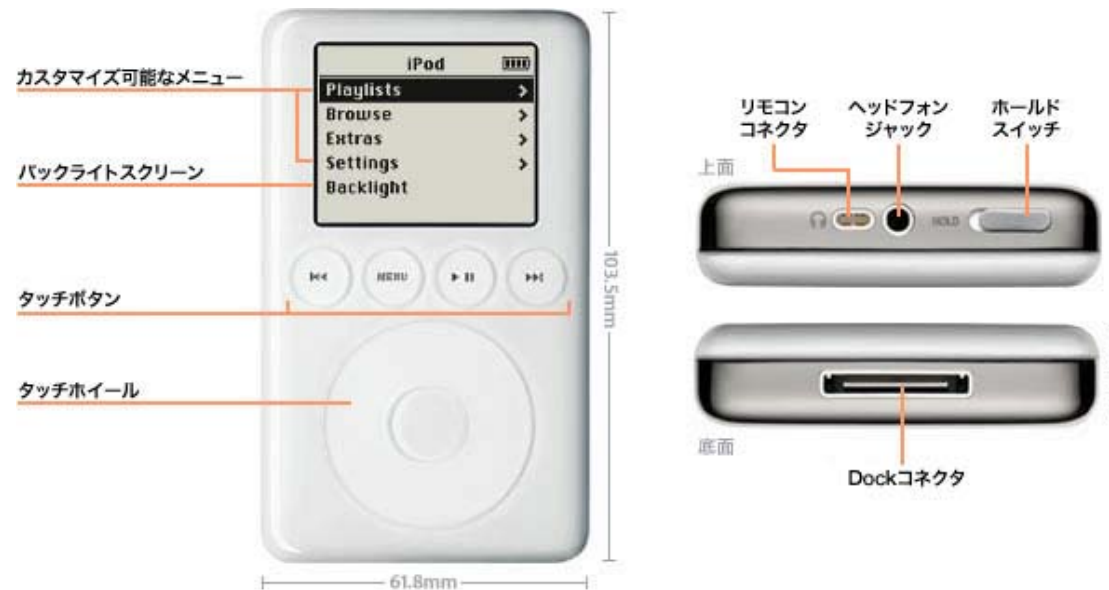 カスタマイズ可能なメニュー
バックライトスクリーン
タッチボタン
タッチホイール
iPod
Playlists >
Browse >
Extras >
Settings >
Backlight
MENU
103.5mm
61.8mm
リモコン
コネクタ
ヘッドフォン
ジャック
ホールド
スイッチ
上面
HOLD
底面
Dockコネクタ